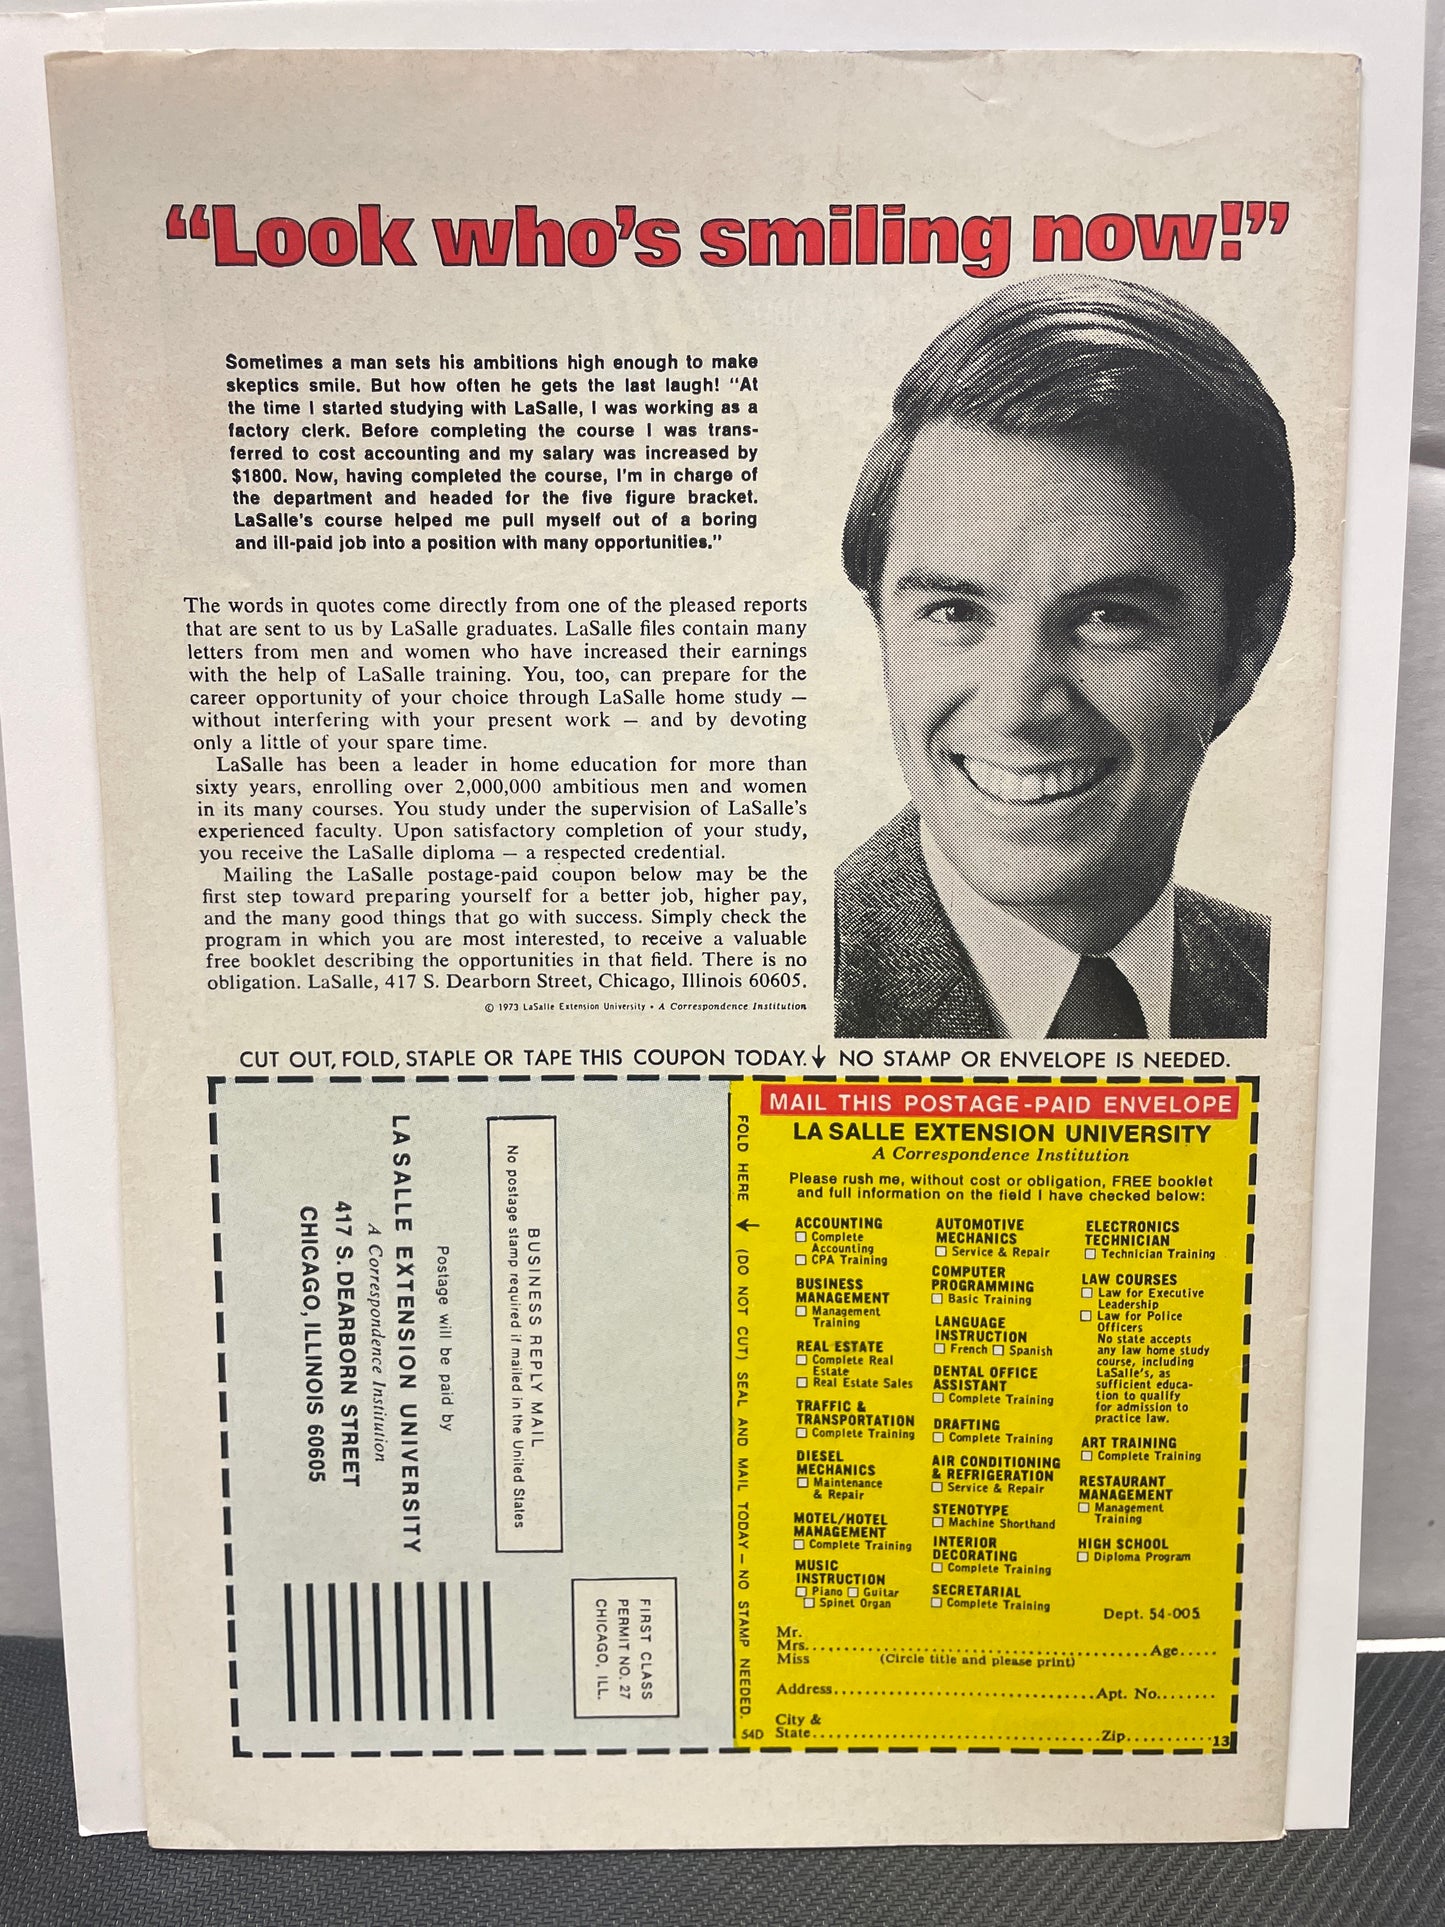 “Look who’s smiling now!”
Sometimes a man sets his ambitions high enough to make
skeptics smile. But how often he gets the last laugh! “At
the time I started studying with LaSalle, I was working as a
factory clerk. Before completing the course I was trans-
ferred to cost accounting and my salary was increased by
$1800. Now, having completed the course, I’m in charge of
the department and headed for the five figure bracket.
LaSalle’s course helped me pull myself out of a boring
and ill-paid job into a position with many opportunities.”
The words in quotes come directly from one of the pleased reports
that are sent to us by LaSalle graduates. LaSalle files contain many
letters from men and women who have increased their earnings
with the help of LaSalle training. You, too, can prepare for the
career opportunity of your choice through LaSalle home study —
without interfering with your present work — and by devoting
only a little of your spare time.
LaSalle has been a leader in home education for more than
sixty years, enrolling over 2,000,000 ambitious men and women
in its many courses. You study under the supervision of LaSalle’s
experienced faculty. Upon satisfactory completion of your study,
you receive the LaSalle diploma — a respected credential.
Mailing the LaSalle postage-paid coupon below may be the
first step toward preparing yourself for a better job, higher pay,
and the many good things that go with success. Simply check the
program in which you are most interested, to receive a valuable
free booklet describing the opportunities in that field. There is no
obligation. LaSalle, 417 S. Dearborn Street, Chicago, Illinois 60605.
© 1973 LaSalle Extension University • A Correspondence Institution
CUT OUT, FOLD, STAPLE OR TAPE THIS COUPON TODAY. ↓ NO STAMP OR ENVELOPE IS NEEDED.
BUSINESS REPLY MAIL
No postage stamp required if mailed in the United States
Postage will be paid by
LA SALLE EXTENSION UNIVERSITY
A Correspondence Institution
417 S. DEARBORN STREET
CHICAGO, ILLINOIS 60605
FIRST CLASS
PERMIT NO. 27
CHICAGO, ILL.
FOLD HERE ↓ (DO NOT CUT) SEAL AND MAIL TODAY — NO STAMP NEEDED.
MAIL THIS POSTAGE-PAID ENVELOPE
LA SALLE EXTENSION UNIVERSITY
A Correspondence Institution
Please rush me, without cost or obligation, FREE booklet
and full information on the field I have checked below:
ACCOUNTING
☐ Complete
Accounting
☐ CPA Training
BUSINESS
MANAGEMENT
☐ Management
Training
REAL ESTATE
☐ Complete Real
Estate
☐ Real Estate Sales
TRAFFIC &
TRANSPORTATION
☐ Complete Training
DIESEL
MECHANICS
☐ Maintenance
& Repair
MOTEL/HOTEL
MANAGEMENT
☐ Complete Training
MUSIC
INSTRUCTION
☐ Piano ☐ Guitar
☐ Spinet Organ
AUTOMOTIVE
MECHANICS
☐ Service & Repair
COMPUTER
PROGRAMMING
☐ Basic Training
LANGUAGE
INSTRUCTION
☐ French ☐ Spanish
DENTAL OFFICE
ASSISTANT
☐ Complete Training
DRAFTING
☐ Complete Training
AIR CONDITIONING
& REFRIGERATION
☐ Service & Repair
STENOTYPE
☐ Machine Shorthand
INTERIOR
DECORATING
☐ Complete Training
SECRETARIAL
☐ Complete Training
ELECTRONICS
TECHNICIAN
☐ Technician Training
LAW COURSES
☐ Law for Executive
Leadership
☐ Law for Police
Officers
No state accepts
any law home study
course, including
LaSalle’s, as
sufficient educa-
tion to qualify
for admission to
practice law.
ART TRAINING
☐ Complete Training
RESTAURANT
MANAGEMENT
☐ Management
Training
HIGH SCHOOL
☐ Diploma Program
Dept. 54-005
Mr.
Mrs. Age
Miss (Circle title and please print)
Address Apt. No.
City &
54D State Zip 13